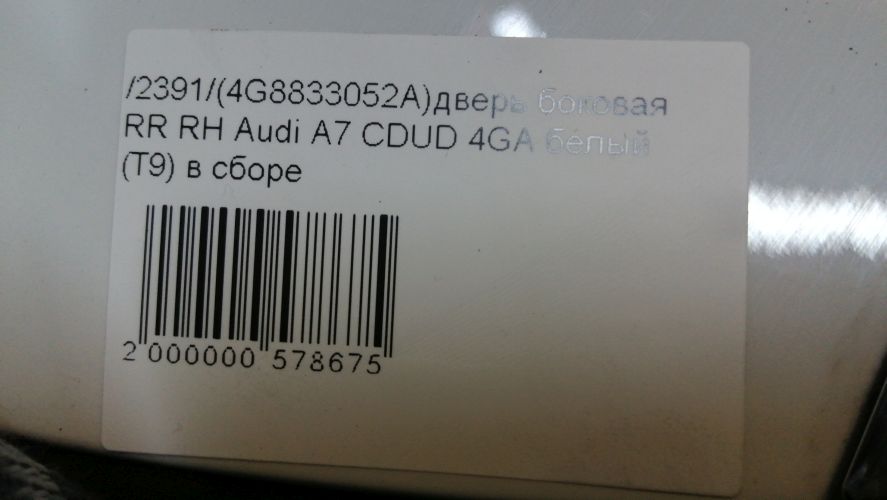 /2391/(4G8833052A)дверь боковая
RR RH Audi A7 CDUD 4GA белый
(T9) в сборе
2 000000 578675